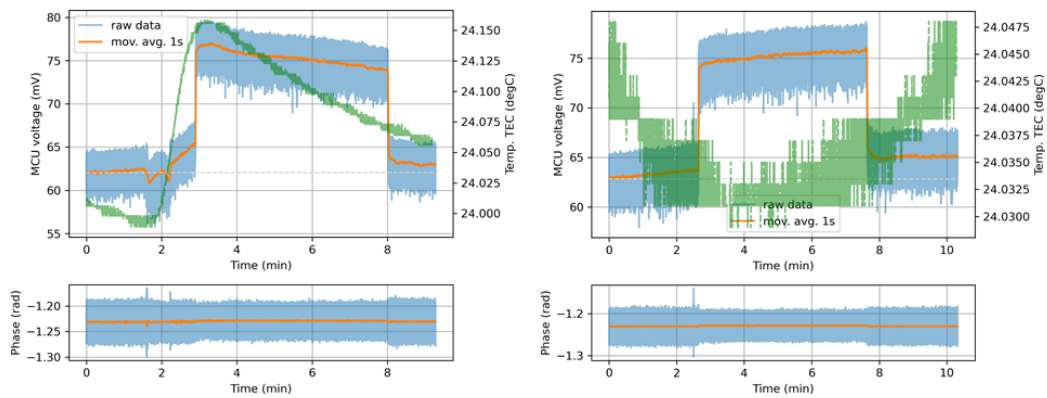 raw data
mov. avg. 1s
MCU voltage (mV)
80
75
70
65
60
55
24.150
24.125
24.100
24.075
24.050
24.025
24.000
Temp. TEC (degC)
0 2 4 6 8
Time (min)
Phase (rad)
−1.20
−1.25
−1.30
0 2 4 6 8
Time (min)
MCU voltage (mV)
75
70
65
60
24.0475
24.0450
24.0425
24.0400
24.0375
24.0350
24.0325
24.0300
Temp. TEC (degC)
raw data
mov. avg. 1s
0 2 4 6 8 10
Time (min)
Phase (rad)
−1.2
−1.3
0 2 4 6 8 10
Time (min)